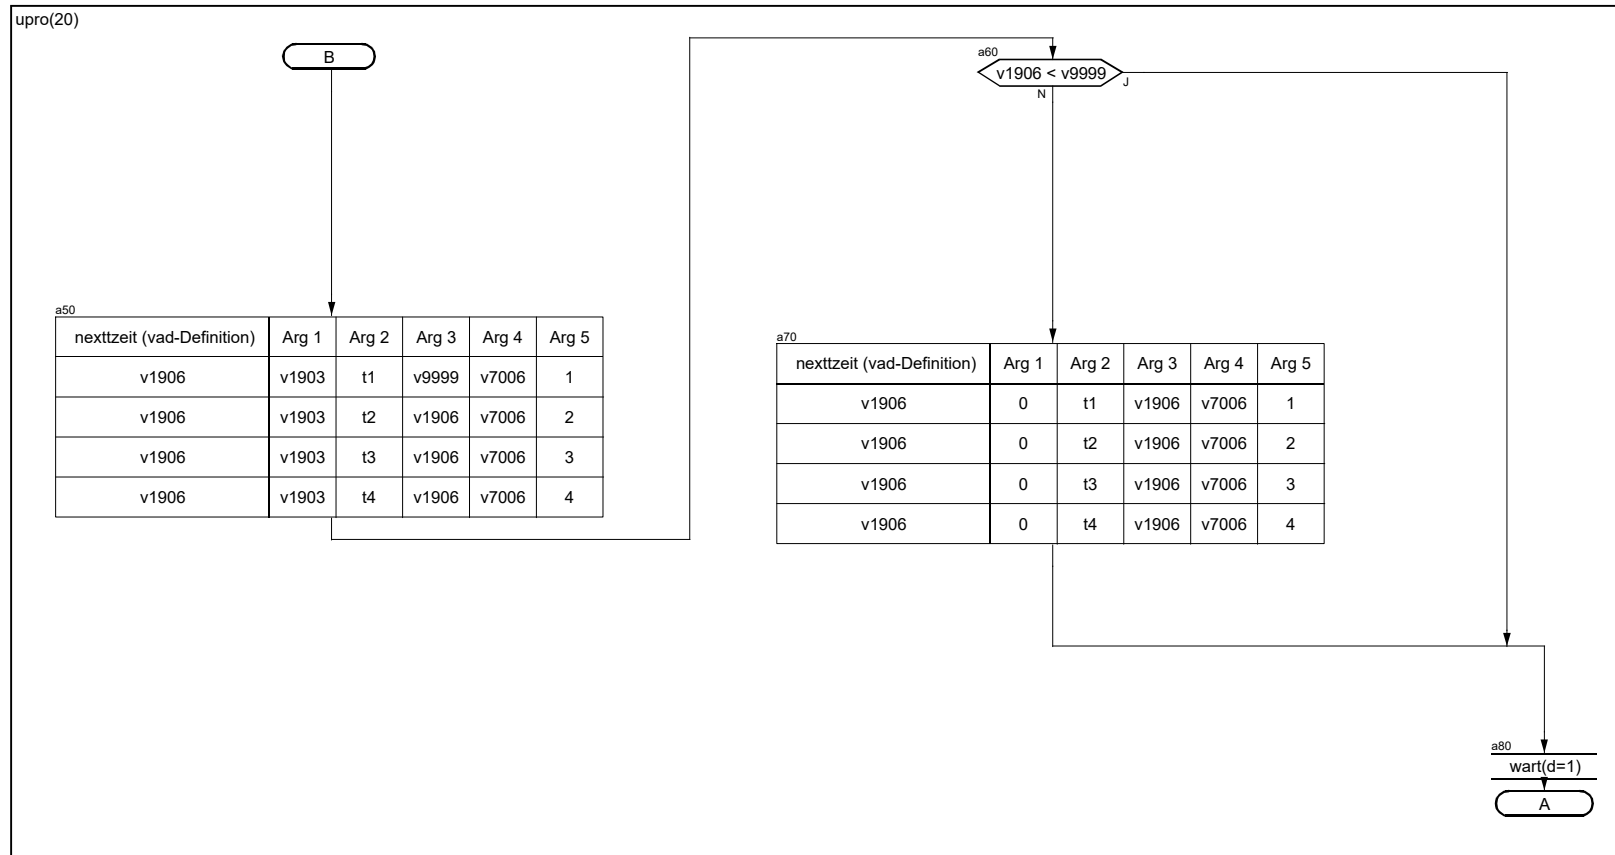 upro(20)
B
a50
nexttzeit (vad-Definition) Arg 1 Arg 2 Arg 3 Arg 4 Arg 5
v1906 v1903 t1 v9999 v7006 1
v1906 v1903 t2 v1906 v7006 2
v1906 v1903 t3 v1906 v7006 3
v1906 v1903 t4 v1906 v7006 4
a60
v1906 < v9999
J
N
a70
nexttzeit (vad-Definition) Arg 1 Arg 2 Arg 3 Arg 4 Arg 5
v1906 0 t1 v1906 v7006 1
v1906 0 t2 v1906 v7006 2
v1906 0 t3 v1906 v7006 3
v1906 0 t4 v1906 v7006 4
a80
wart(d=1)
A